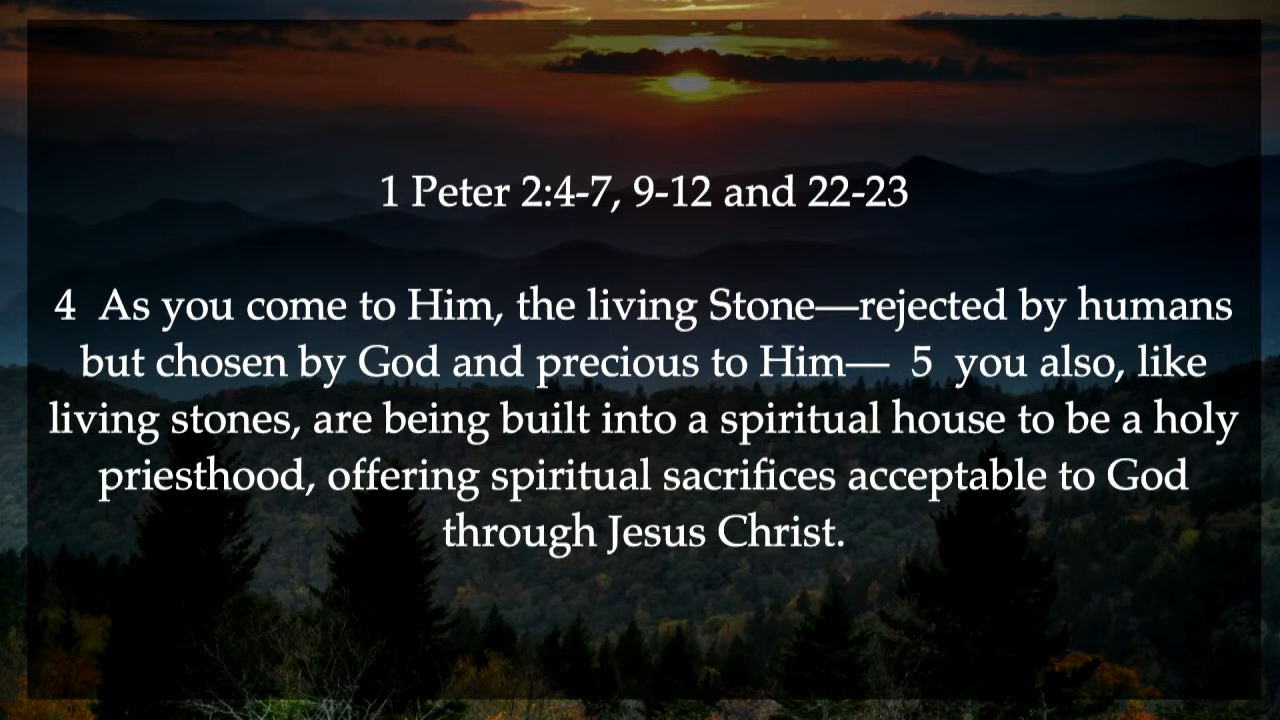 1 Peter 2:4-7, 9-12 and 22-23
4  As you come to Him, the living Stone—rejected by humans
but chosen by God and precious to Him—  5  you also, like
living stones, are being built into a spiritual house to be a holy
priesthood, offering spiritual sacrifices acceptable to God
through Jesus Christ.